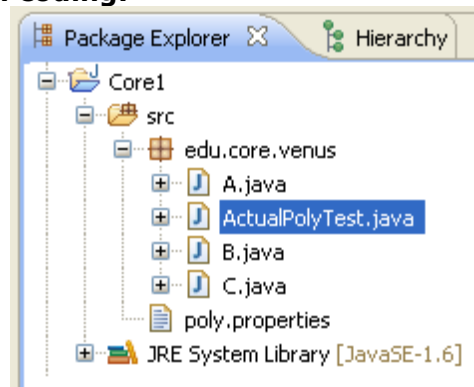 r coding:
Package Explorer Hierarchy
Core1
src
edu.core.venus
A.java
ActualPolyTest.java
B.java
C.java
poly.properties
JRE System Library [JavaSE-1.6]